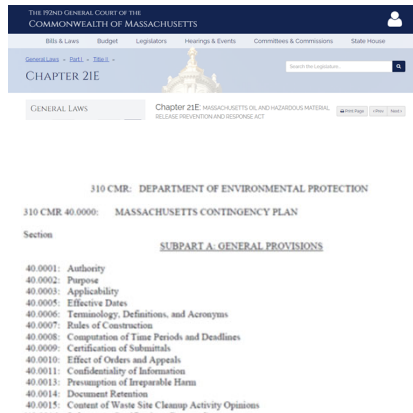 THE 192ND GENERAL COURT OF THE
COMMONWEALTH OF MASSACHUSETTS
Bills & Laws Budget Legislators Hearings & Events Committees & Commissions State House
General Laws » Part I » Title II »
CHAPTER 21E
Search the Legislature...
GENERAL LAWS
Chapter 21E: MASSACHUSETTS OIL AND HAZARDOUS MATERIAL
RELEASE PREVENTION AND RESPONSE ACT
Print Page <Prev Next>
310 CMR: DEPARTMENT OF ENVIRONMENTAL PROTECTION
310 CMR 40.0000: MASSACHUSETTS CONTINGENCY PLAN
Section
SUBPART A: GENERAL PROVISIONS
40.0001: Authority
40.0002: Purpose
40.0003: Applicability
40.0005: Effective Dates
40.0006: Terminology, Definitions, and Acronyms
40.0007: Rules of Construction
40.0008: Computation of Time Periods and Deadlines
40.0009: Certification of Submittals
40.0010: Effect of Orders and Appeals
40.0011: Confidentiality of Information
40.0013: Presumption of Irreparable Harm
40.0014: Document Retention
40.0015: Content of Waste Site Cleanup Activity Opinions